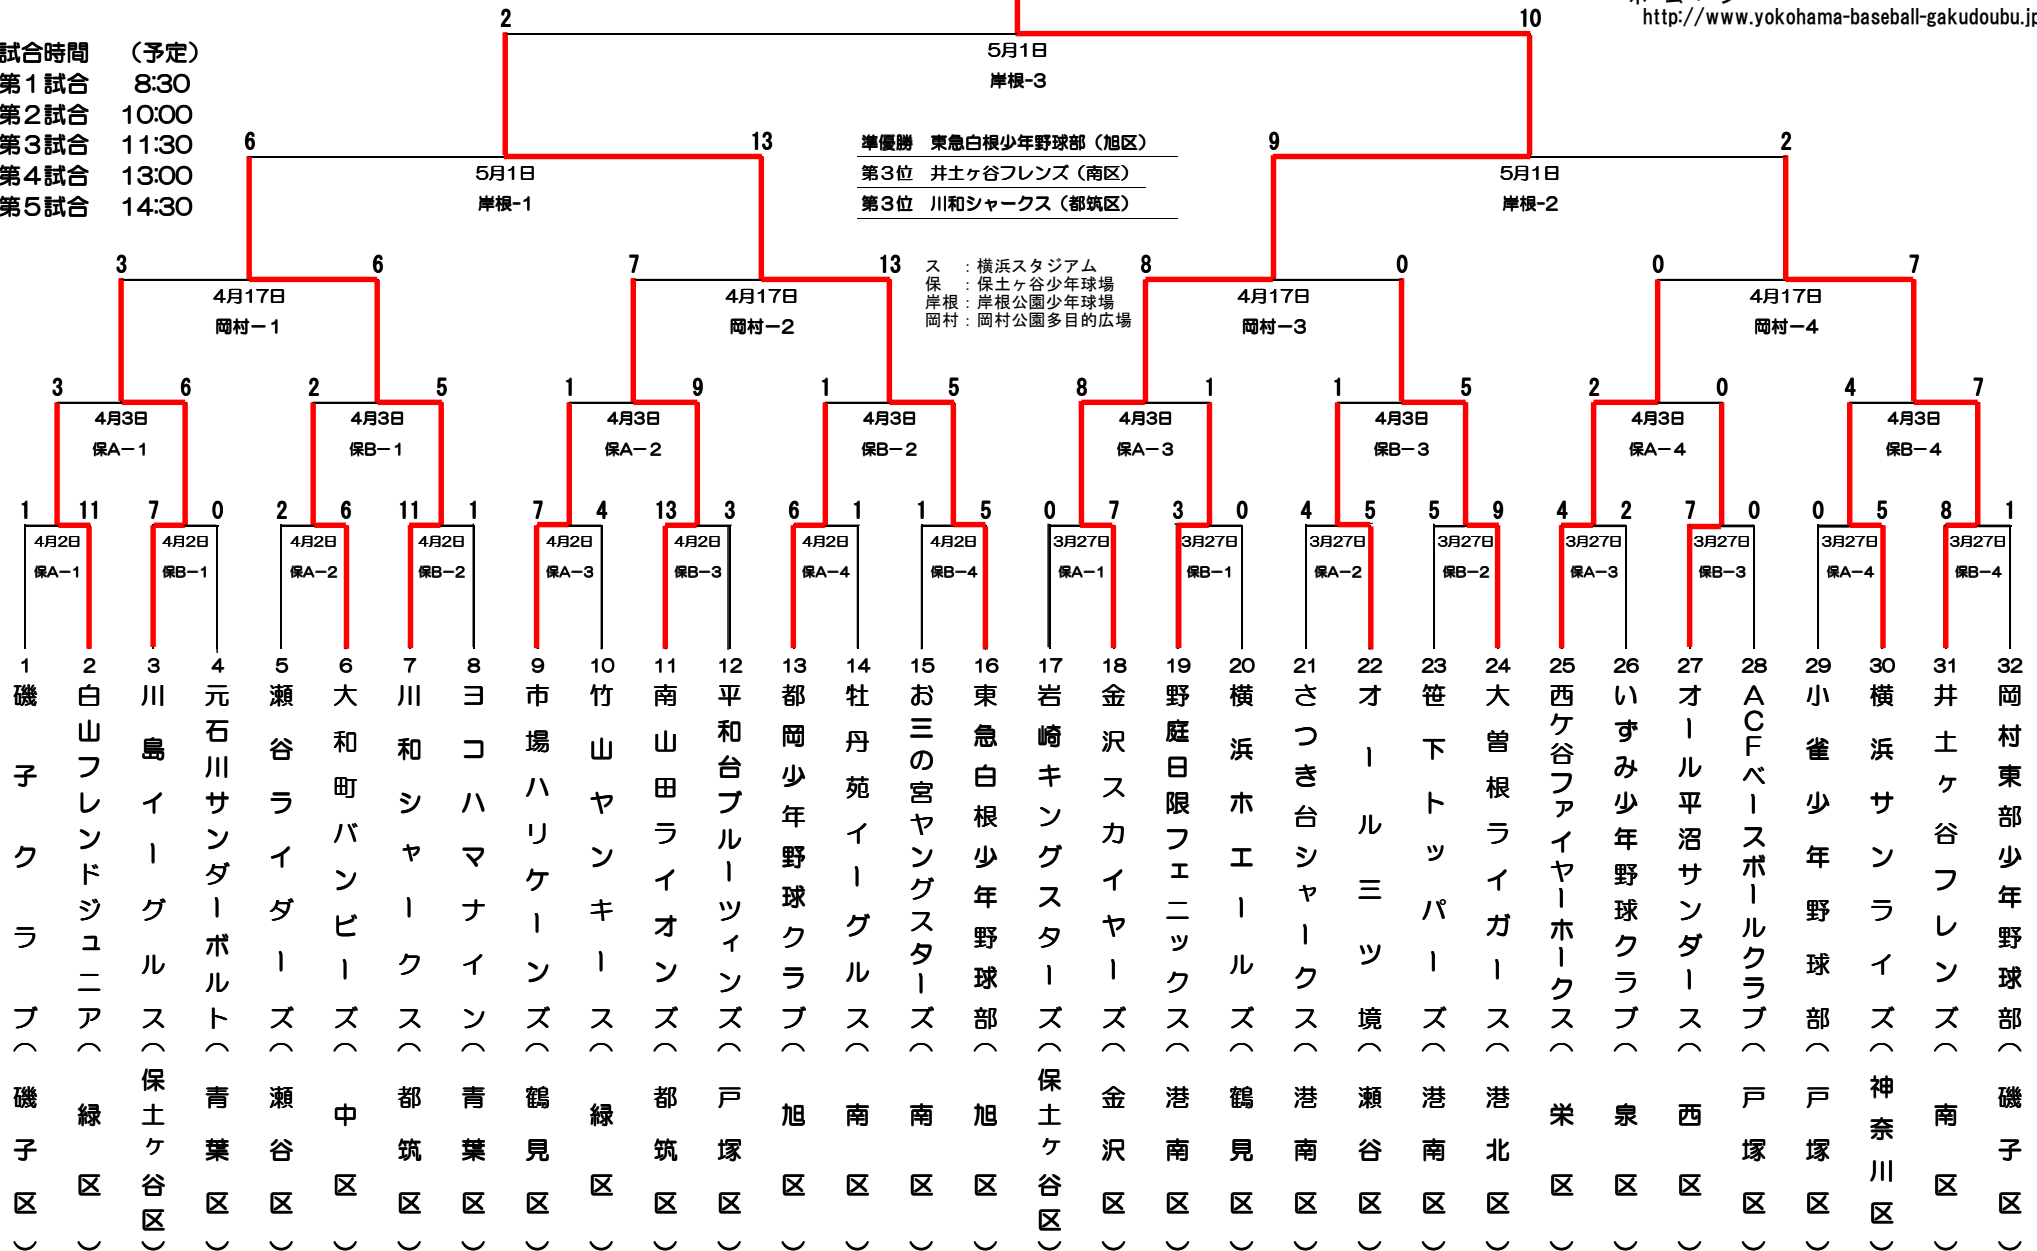 http://www.yokohama-baseball-gakudoubu.jp
2 10
5月1日
岸根-3
試合時間 (予定)
第1試合 8:30
第2試合 10:00
第3試合 11:30
第4試合 13:00
第5試合 14:30
準優勝 東急白根少年野球部(旭区)
第3位 井土ヶ谷フレンズ(南区)
第3位 川和シャークス(都筑区)
6 13 9 2
5月1日 5月1日
岸根-1 岸根-2
ス :横浜スタジアム
保 :保土ヶ谷少年球場
岸根:岸根公園少年球場
岡村:岡村公園多目的広場
3 6 7 13 8 0 0 7
4月17日 4月17日 4月17日 4月17日
岡村-1 岡村-2 岡村-3 岡村-4
3 6 2 5 1 9 1 5 8 1 1 5 2 0 4 7
4月3日 4月3日 4月3日 4月3日 4月3日 4月3日 4月3日 4月3日
保A-1 保B-1 保A-2 保B-2 保A-3 保B-3 保A-4 保B-4
1 11 7 0 2 6 11 1 7 4 13 3 6 1 1 5 0 7 3 0 4 5 5 9 4 2 7 0 0 5 8 1
4月2日 4月2日 4月2日 4月2日 4月2日 4月2日 4月2日 4月2日 3月27日 3月27日 3月27日 3月27日 3月27日 3月27日 3月27日 3月27日
保A-1 保B-1 保A-2 保B-2 保A-3 保B-3 保A-4 保B-4 保A-1 保B-1 保A-2 保B-2 保A-3 保B-3 保A-4 保B-4
1 磯子クラブ(磯子区)
2 白山フレンドジュニア(緑区)
3 川島イーグルス(保土ヶ谷区)
4 元石川サンダーボルト(青葉区)
5 瀬谷ライダーズ(瀬谷区)
6 大和町バンビーズ(中区)
7 川和シャークス(都筑区)
8 ヨコハマナイン(青葉区)
9 市場ハリケーンズ(鶴見区)
10 竹山ヤンキース(緑区)
11 南山田ライオンズ(都筑区)
12 平和台ブルーツィンズ(戸塚区)
13 都岡少年野球クラブ(旭区)
14 牡丹苑イーグルス(南区)
15 お三の宮ヤングスターズ(南区)
16 東急白根少年野球部(旭区)
17 岩崎キングスターズ(保土ヶ谷区)
18 金沢スカイヤーズ(金沢区)
19 野庭日限フェニックス(港南区)
20 横浜ホエールズ(鶴見区)
21 さつき台シャークス(港南区)
22 オール三ツ境(瀬谷区)
23 笹下トッパーズ(港南区)
24 大曽根ライガース(港北区)
25 西ケ谷ファイヤーホークス(栄区)
26 いずみ少年野球クラブ(泉区)
27 オール平沼サンダース(西区)
28 ACFベースボールクラブ(戸塚区)
29 小雀少年野球部(戸塚区)
30 横浜サンライズ(神奈川区)
31 井土ヶ谷フレンズ(南区)
32 岡村東部少年野球部(磯子区)